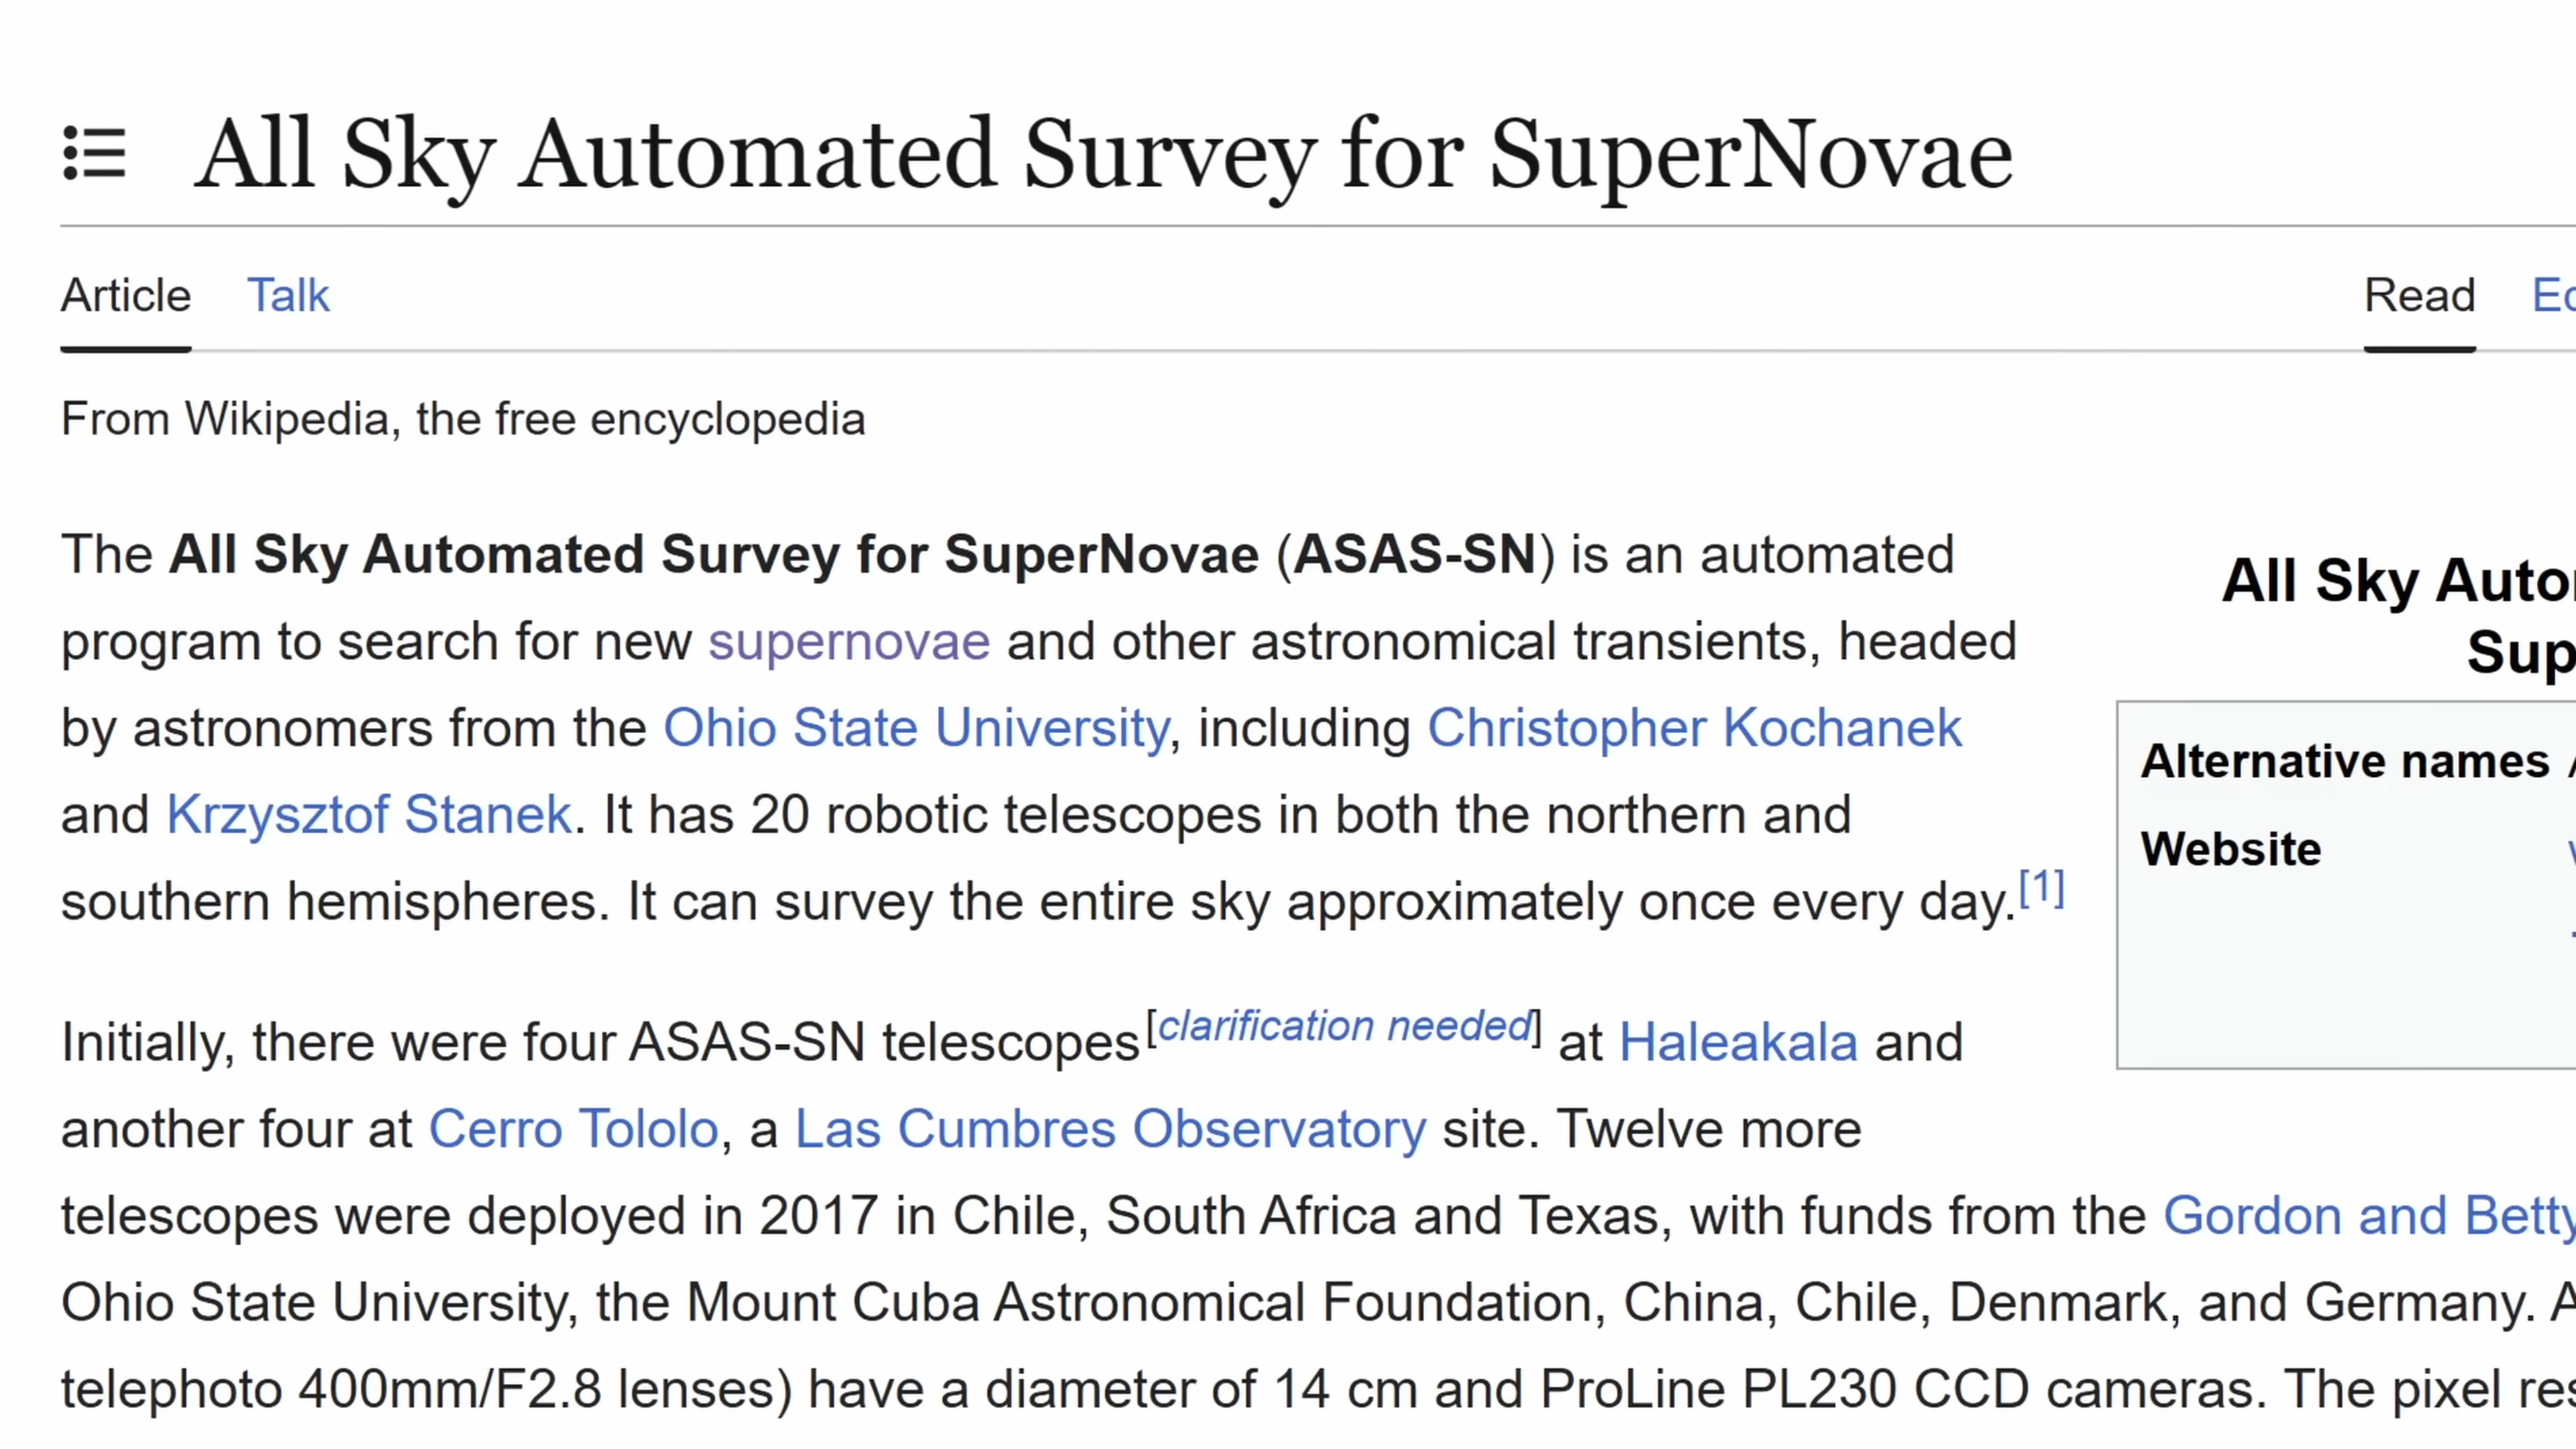 All Sky Automated Survey for SuperNovae
Article Talk Read
From Wikipedia, the free encyclopedia
The All Sky Automated Survey for SuperNovae (ASAS-SN) is an automated
program to search for new supernovae and other astronomical transients, headed
by astronomers from the Ohio State University, including Christopher Kochanek
and Krzysztof Stanek. It has 20 robotic telescopes in both the northern and
southern hemispheres. It can survey the entire sky approximately once every day.[1]
All Sky
Alternative names
Website
Initially, there were four ASAS-SN telescopes[clarification needed] at Haleakala and
another four at Cerro Tololo, a Las Cumbres Observatory site. Twelve more
telescopes were deployed in 2017 in Chile, South Africa and Texas, with funds from the Gordon and Betty
Ohio State University, the Mount Cuba Astronomical Foundation, China, Chile, Denmark, and Germany.
telephoto 400mm/F2.8 lenses) have a diameter of 14 cm and ProLine PL230 CCD cameras. The pixel